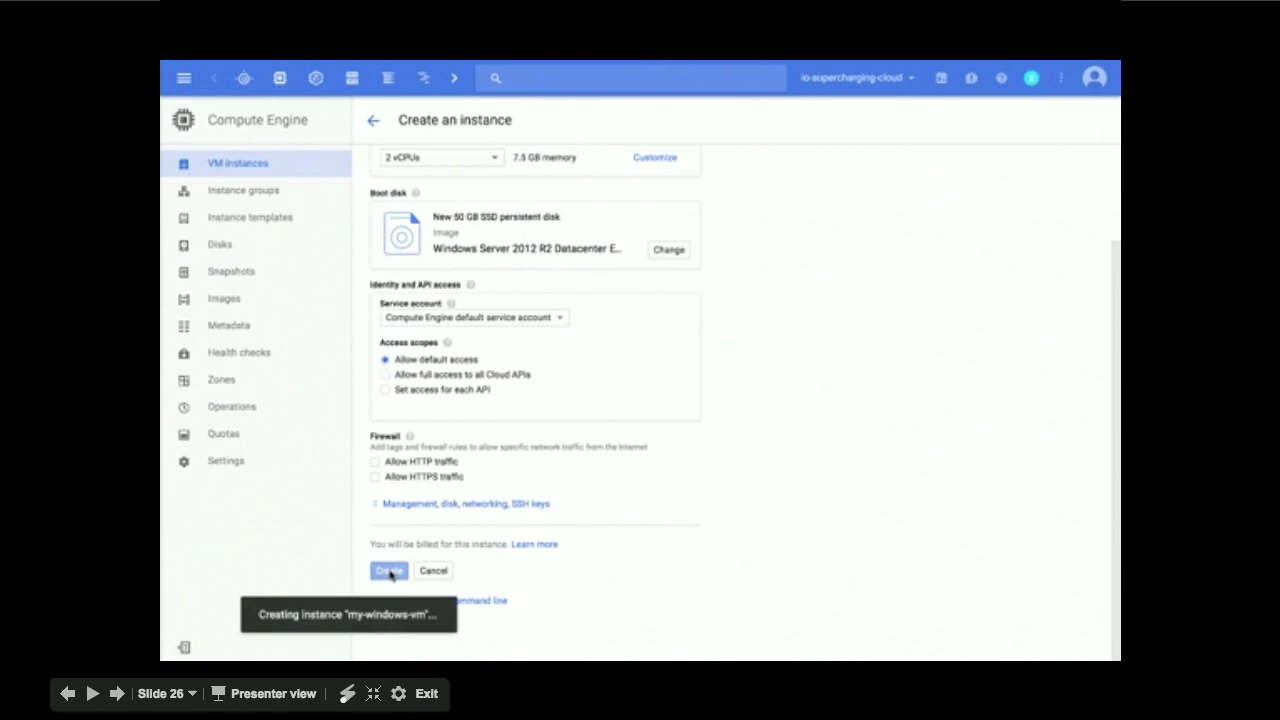 io-supercharging-cloud
Compute Engine
Create an instance
VM instances
Instance groups
Instance templates
Disks
Snapshots
Images
Metadata
Health checks
Zones
Operations
Quotas
Settings
2 vCPUs 7.5 GB memory Customize
Boot disk
New 50 GB SSD persistent disk
Image
Windows Server 2012 R2 Datacenter E...
Change
Identity and API access
Service account
Compute Engine default service account
Access scopes
Allow default access
Allow full access to all Cloud APIs
Set access for each API
Firewall
Add tags and firewall rules to allow specific network traffic from the Internet
Allow HTTP traffic
Allow HTTPS traffic
Management, disk, networking, SSH keys
You will be billed for this instance. Learn more
Create Cancel
mmand line
Creating instance "my-windows-vm"...
Slide 26 Presenter view Exit